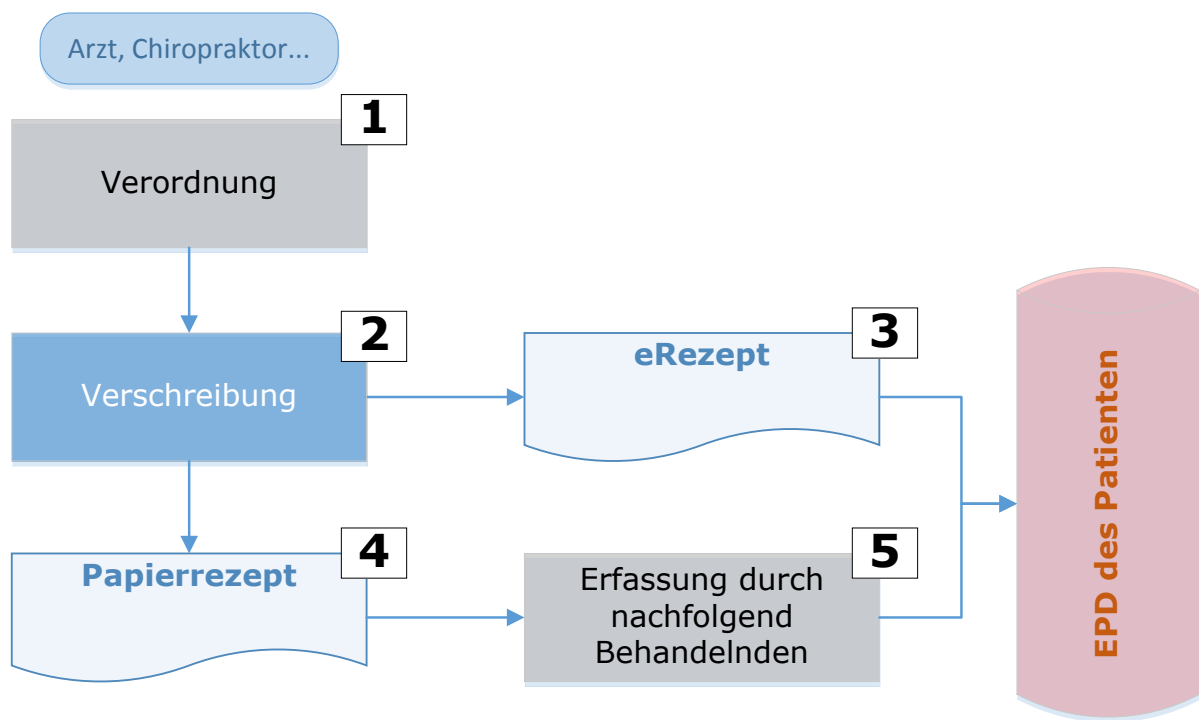 Arzt, Chiropraktor...
1
Verordnung
2
Verschreibung
3
eRezept
4
Papierrezept
5
Erfassung durch
nachfolgend
Behandelnden
EPD des Patienten